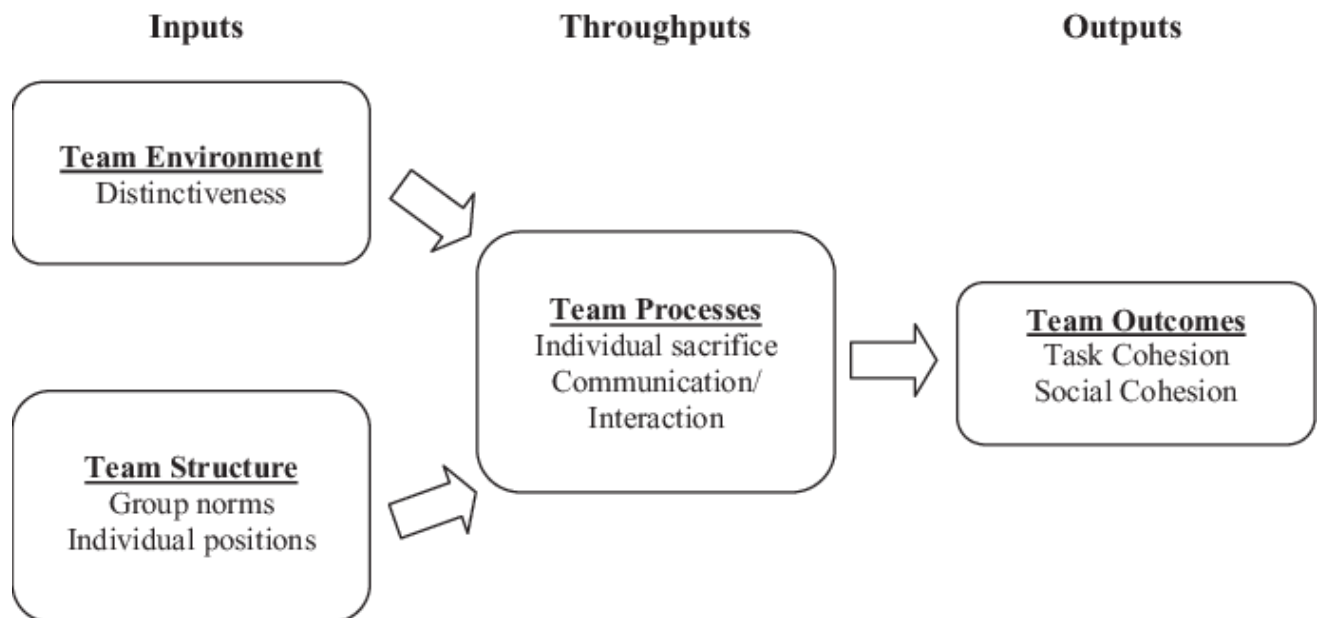 Inputs
Throughputs
Outputs
Team Environment
Distinctiveness
Team Structure
Group norms
Individual positions
Team Processes
Individual sacrifice
Communication/
Interaction
Team Outcomes
Task Cohesion
Social Cohesion